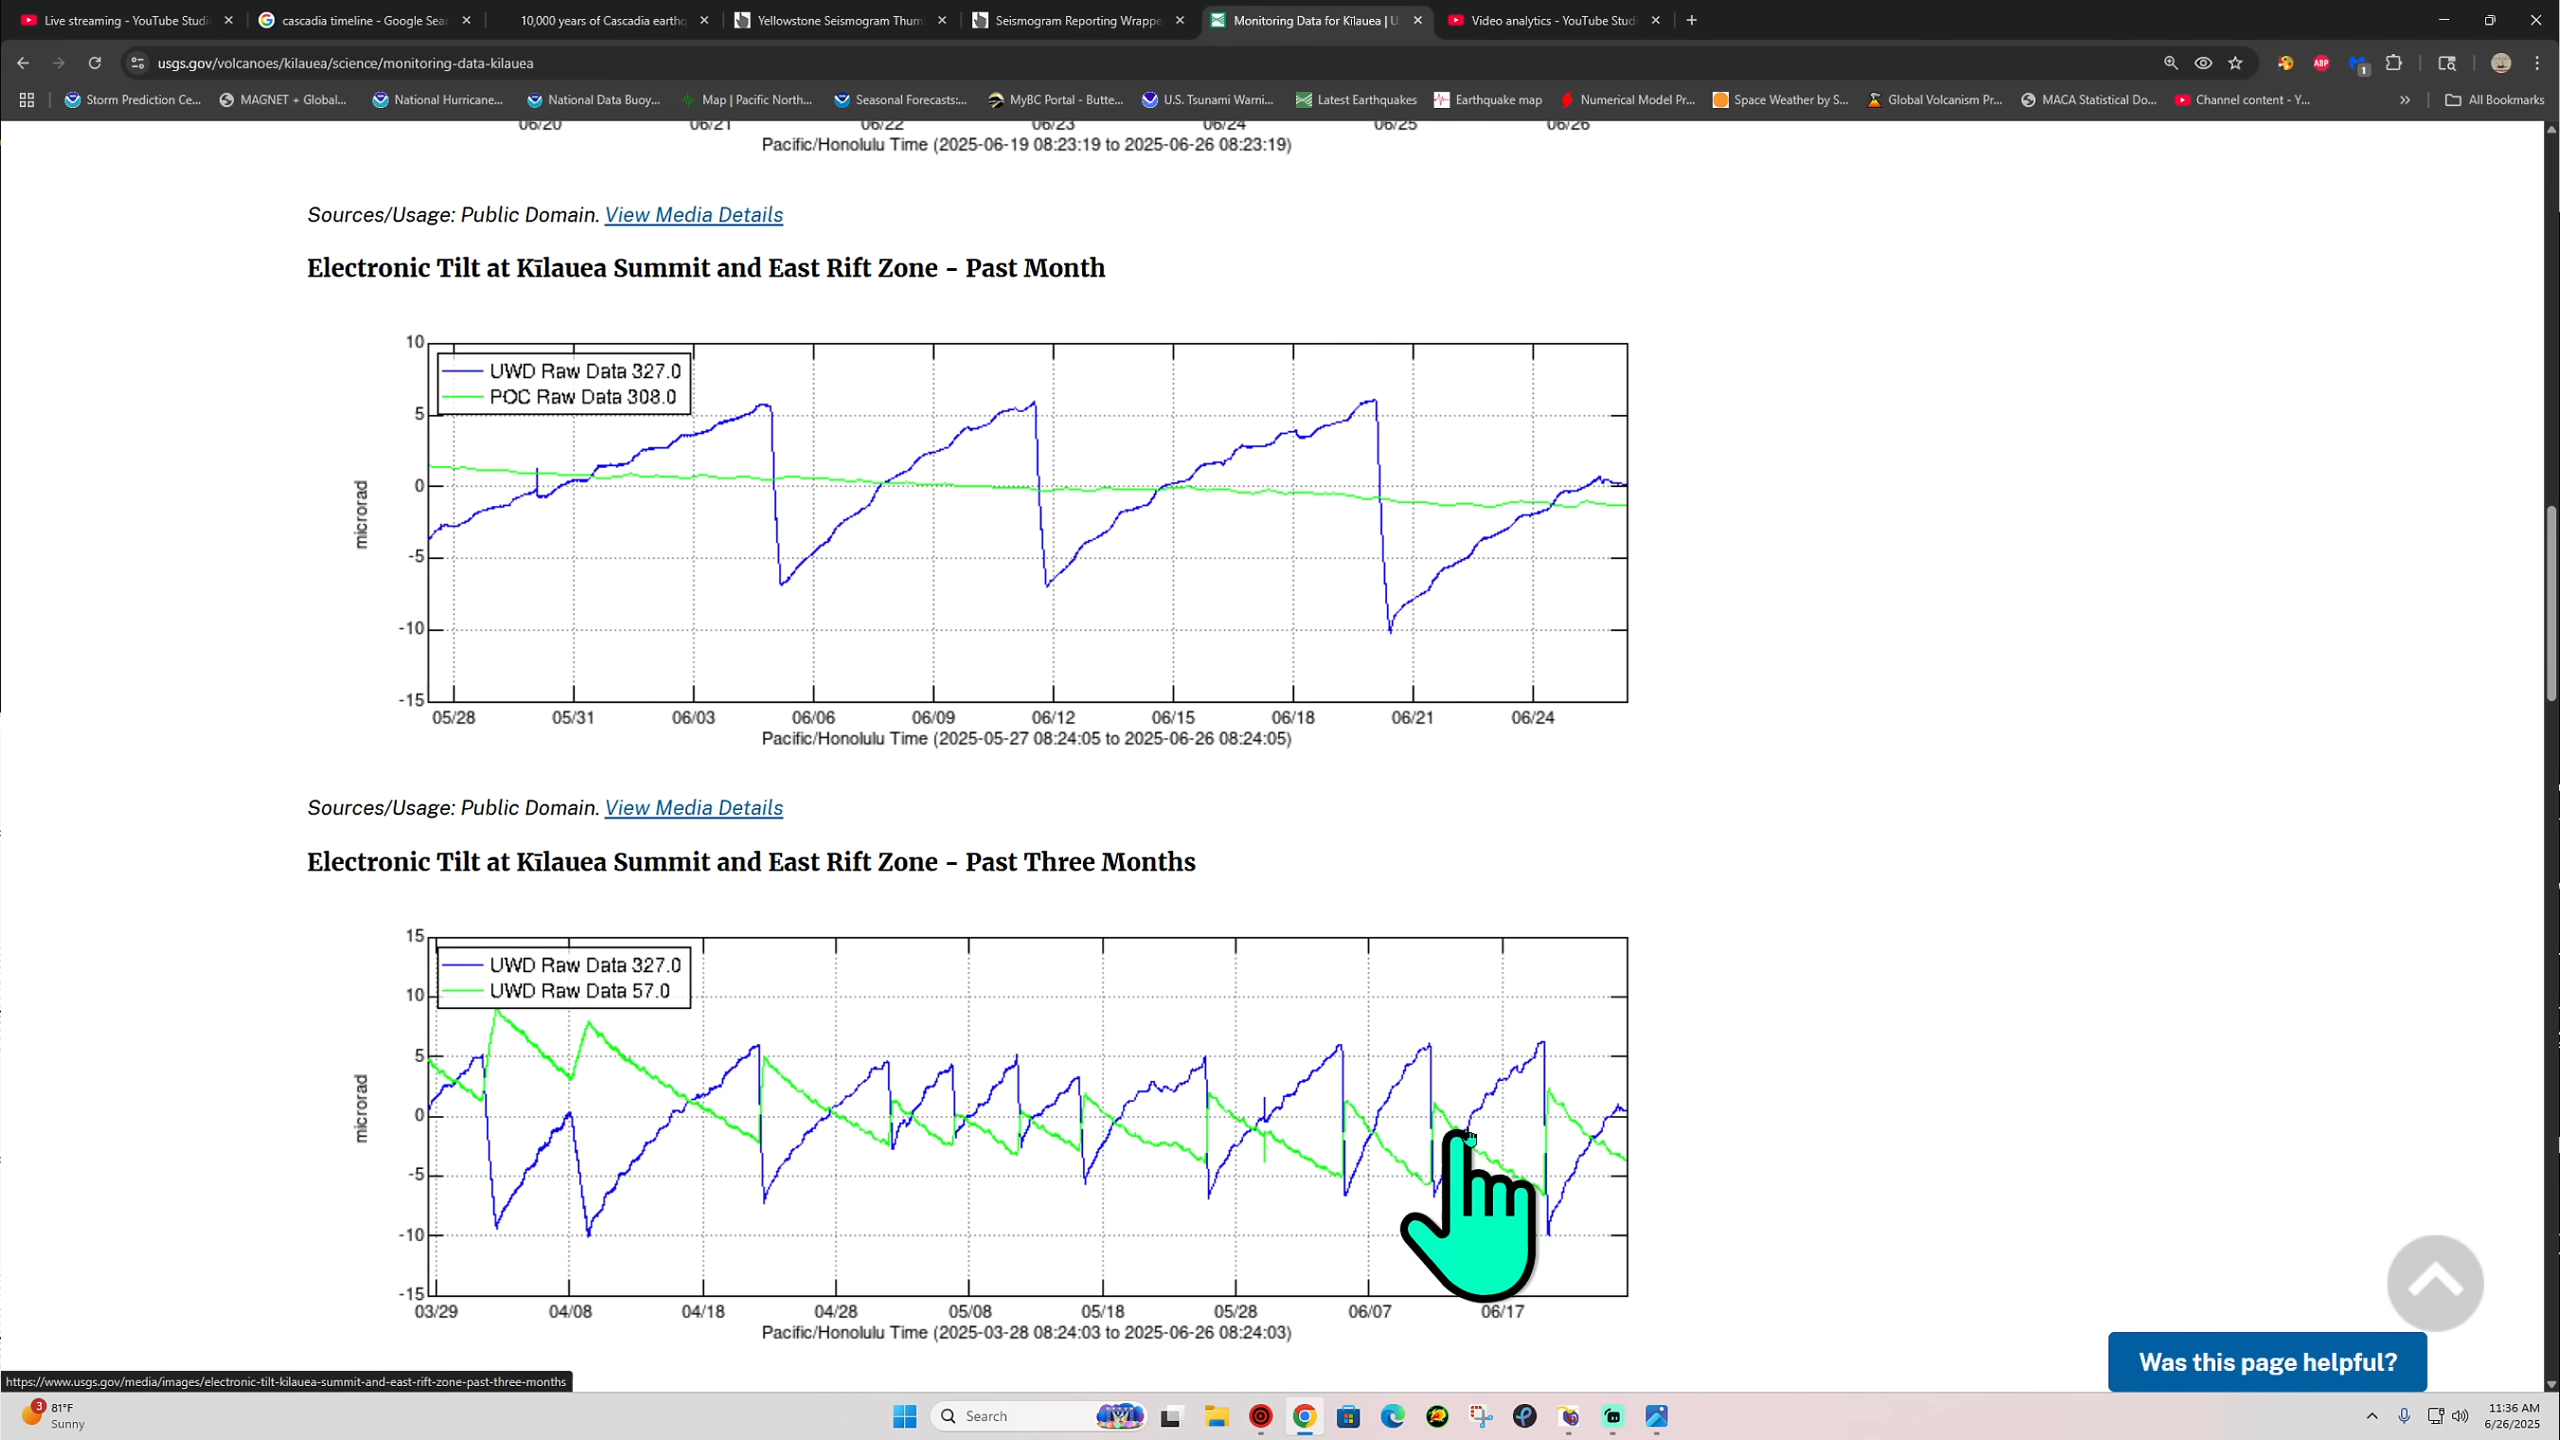 Live streaming - YouTube Studi
cascadia timeline - Google Sear
10,000 years of Cascadia earthq
Yellowstone Seismogram Thum
Seismogram Reporting Wrappe
Monitoring Data for Kīlauea | U
Video analytics - YouTube Studi
usgs.gov/volcanoes/kilauea/science/monitoring-data-kilauea
ABP
1
Storm Prediction Ce...
MAGNET + Global...
National Hurricane...
National Data Buoy...
Map | Pacific North...
Seasonal Forecasts:...
MyBC Portal - Butte...
U.S. Tsunami Warni...
Latest Earthquakes
Earthquake map
Numerical Model Pr...
Space Weather by S...
Global Volcanism Pr...
MACA Statistical Do...
Channel content - Y...
All Bookmarks
06/20 06/21 06/22 06/23 06/24 06/25 06/26
Pacific/Honolulu Time (2025-06-19 08:23:19 to 2025-06-26 08:23:19)
Sources/Usage: Public Domain. View Media Details
Electronic Tilt at Kīlauea Summit and East Rift Zone - Past Month
10
5
0
-5
-10
-15
microrad
UWD Raw Data 327.0
POC Raw Data 308.0
05/28 05/31 06/03 06/06 06/09 06/12 06/15 06/18 06/21 06/24
Pacific/Honolulu Time (2025-05-27 08:24:05 to 2025-06-26 08:24:05)
Sources/Usage: Public Domain. View Media Details
Electronic Tilt at Kīlauea Summit and East Rift Zone - Past Three Months
15
10
5
0
-5
-10
-15
microrad
UWD Raw Data 327.0
UWD Raw Data 57.0
03/29 04/08 04/18 04/28 05/08 05/18 05/28 06/07 06/17
Pacific/Honolulu Time (2025-03-28 08:24:03 to 2025-06-26 08:24:03)
Was this page helpful?
https://www.usgs.gov/media/images/electronic-tilt-kilauea-summit-and-east-rift-zone-past-three-months
3
81°F
Sunny
Search
11:36 AM
6/26/2025